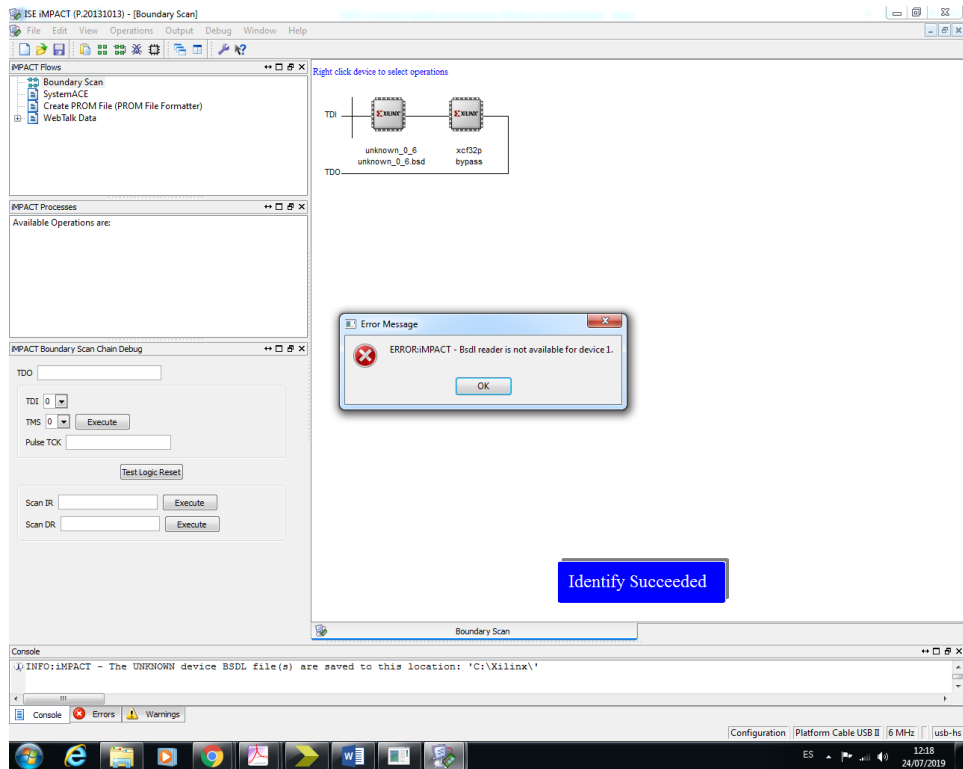 ISE iMPACT (P.20131013) - [Boundary Scan]
File Edit View Operations Output Debug Window Help
iMPACT Flows
Boundary Scan
SystemACE
Create PROM File (PROM File Formatter)
WebTalk Data
Right click device to select operations
TDI
XILINX XILINX
unknown_0_6 xcf32p
unknown_0_6.bsd bypass
TDO
iMPACT Processes
Available Operations are:
Error Message
ERROR:iMPACT - Bsdl reader is not available for device 1.
OK
iMPACT Boundary Scan Chain Debug
TDO
TDI 0
TMS 0 Execute
Pulse TCK
Test Logic Reset
Scan IR Execute
Scan DR Execute
Identify Succeeded
Boundary Scan
Console
INFO:iMPACT - The UNKNOWN device BSDL file(s) are saved to this location: 'C:\Xilinx\'
Console Errors Warnings
Configuration Platform Cable USB II 6 MHz usb-hs
ES 12:18
24/07/2019